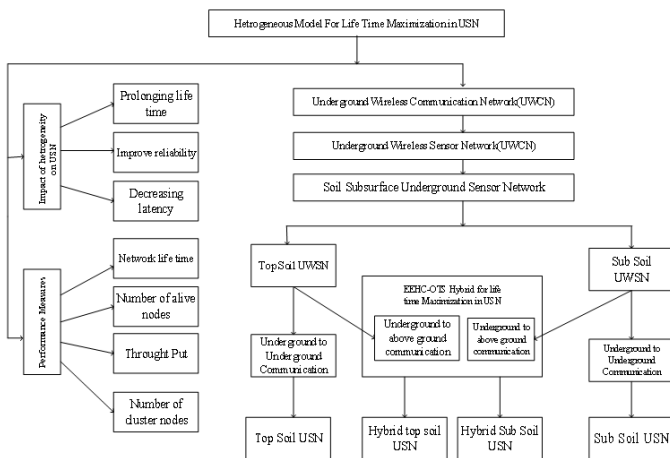 Hetrogeneous Model For Life Time Maximization in USN
Impact of hetrogeneity
on USN
Prolonging life
time
Improve reliability
Decreasing
latency
Performance Measures
Network life time
Number of alive
nodes
Throught Put
Number of
cluster nodes
Underground Wireless Communication Network(UWCN)
Underground Wireless Sensor Network(UWCN)
Soil Subsurface Underground Sensor Network
Top Soil UWSN
EEHC-OTS Hybrid for life
time Maximization in USN
Sub Soil
UWSN
Underground to
Underground
Communication
Underground to
above ground
communication
Underground to
above ground
communication
Underground to
Underground
Communication
Top Soil USN
Hybrid top soil
USN
Hybrid Sub Soil
USN
Sub Soil USN